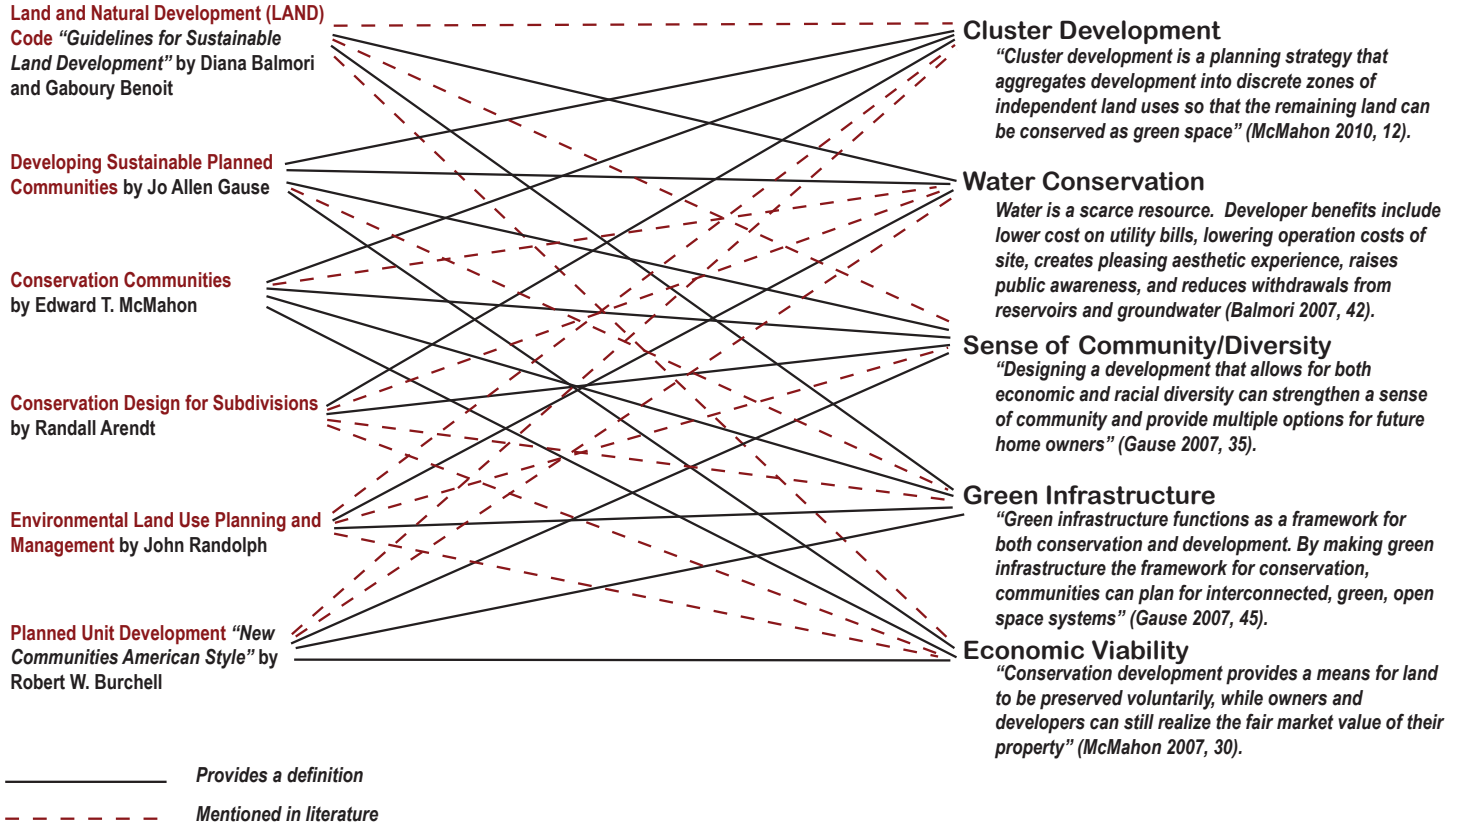 Land and Natural Development (LAND)
Code “Guidelines for Sustainable
Land Development” by Diana Balmori
and Gaboury Benoit
Developing Sustainable Planned
Communities by Jo Allen Gause
Conservation Communities
by Edward T. McMahon
Conservation Design for Subdivisions
by Randall Arendt
Environmental Land Use Planning and
Management by John Randolph
Planned Unit Development “New
Communities American Style” by
Robert W. Burchell
Cluster Development
“Cluster development is a planning strategy that
aggregates development into discrete zones of
independent land uses so that the remaining land can
be conserved as green space” (McMahon 2010, 12).
Water Conservation
Water is a scarce resource.  Developer benefits include
lower cost on utility bills, lowering operation costs of
site, creates pleasing aesthetic experience, raises
public awareness, and reduces withdrawals from
reservoirs and groundwater (Balmori 2007, 42).
Sense of Community/Diversity
“Designing a development that allows for both
economic and racial diversity can strengthen a sense
of community and provide multiple options for future
home owners” (Gause 2007, 35).
Green Infrastructure
“Green infrastructure functions as a framework for
both conservation and development. By making green
infrastructure the framework for conservation,
communities can plan for interconnected, green, open
space systems” (Gause 2007, 45).
Economic Viability
“Conservation development provides a means for land
to be preserved voluntarily, while owners and
developers can still realize the fair market value of their
property” (McMahon 2007, 30).
Provides a definition
Mentioned in literature